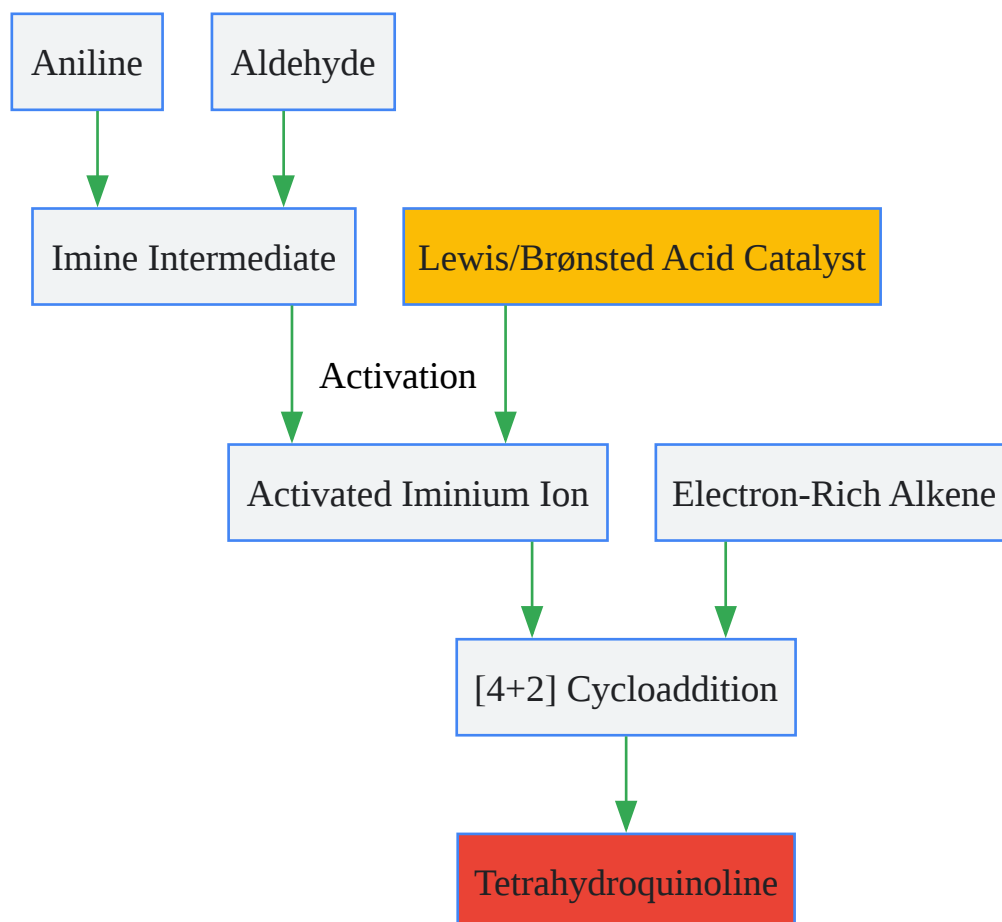 Aniline
Aldehyde
Imine Intermediate
Lewis/Brønsted Acid Catalyst
Activation
Activated Iminium Ion
Electron-Rich Alkene
[4+2] Cycloaddition
Tetrahydroquinoline